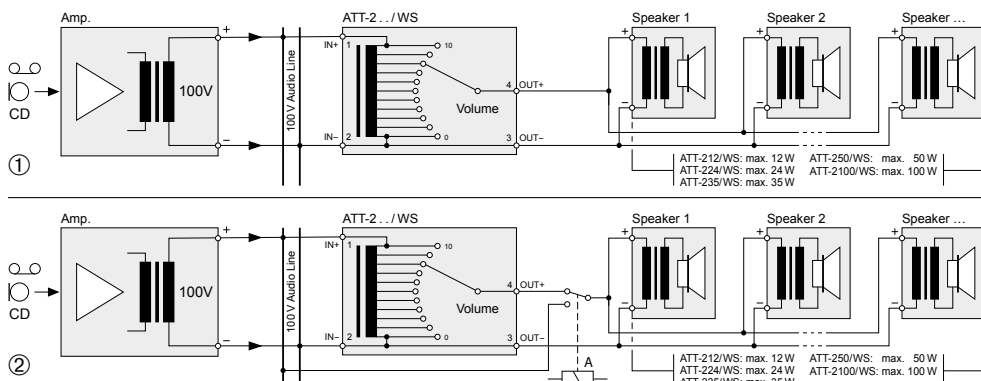 Amp. ATT-2 . . / WS Speaker 1 Speaker 2 Speaker ...
+ IN+ 1 10 + + +
100 V Audio Line
100V 4 OUT+
CD Volume
− IN− 2 0 3 OUT− − − −
① ATT-212/WS: max. 12 W ATT-250/WS: max. 50 W
ATT-224/WS: max. 24 W ATT-2100/WS: max. 100 W
ATT-235/WS: max. 35 W
Amp. ATT-2 . . / WS Speaker 1 Speaker 2 Speaker ...
+ IN+ 1 10 + + +
100 V Audio Line
100V 4 OUT+
CD Volume
− IN− 2 0 3 OUT− − − −
② A ATT-212/WS: max. 12 W ATT-250/WS: max. 50 W
ATT-224/WS: max. 24 W ATT-2100/WS: max. 100 W
ATT-235/WS: max. 35 W